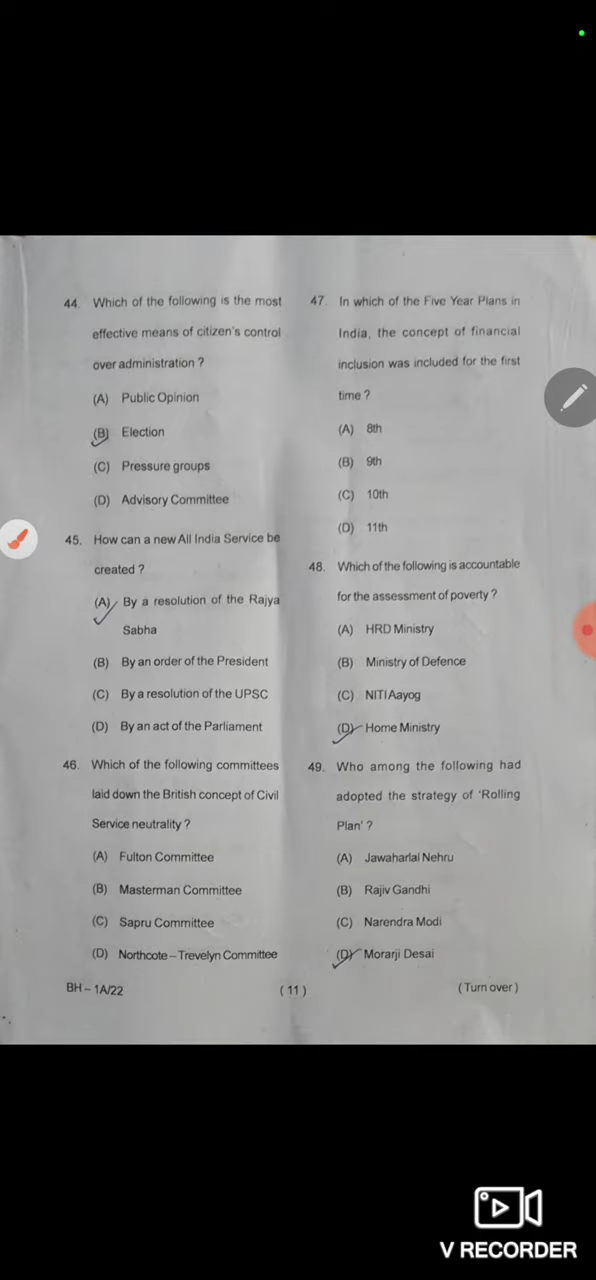 44. Which of the following is the most
effective means of citizen's control
over administration ?
(A) Public Opinion
(B) Election
(C) Pressure groups
(D) Advisory Committee
45. How can a new All India Service be
created ?
(A) By a resolution of the Rajya
Sabha
(B) By an order of the President
(C) By a resolution of the UPSC
(D) By an act of the Parliament
46. Which of the following committees
laid down the British concept of Civil
Service neutrality ?
(A) Fulton Committee
(B) Masterman Committee
(C) Sapru Committee
(D) Northcote – Trevelyn Committee
47. In which of the Five Year Plans in
India, the concept of financial
inclusion was included for the first
time ?
(A) 8th
(B) 9th
(C) 10th
(D) 11th
48. Which of the following is accountable
for the assessment of poverty ?
(A) HRD Ministry
(B) Ministry of Defence
(C) NITI Aayog
(D) Home Ministry
49. Who among the following had
adopted the strategy of 'Rolling
Plan' ?
(A) Jawaharlal Nehru
(B) Rajiv Gandhi
(C) Narendra Modi
(D) Morarji Desai
BH – 1A/22
( 11 )
( Turn over )
V RECORDER